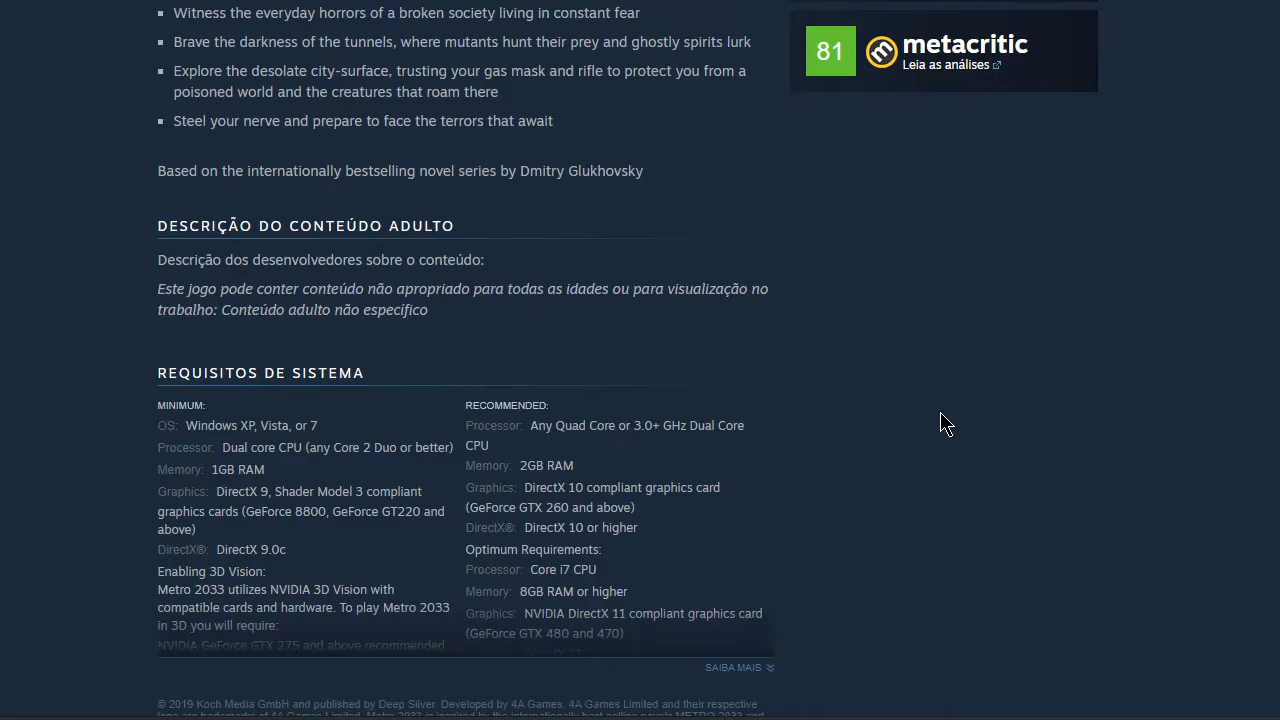 Witness the everyday horrors of a broken society living in constant fear
Brave the darkness of the tunnels, where mutants hunt their prey and ghostly spirits lurk
Explore the desolate city-surface, trusting your gas mask and rifle to protect you from a
poisoned world and the creatures that roam there
Steel your nerve and prepare to face the terrors that await
Based on the internationally bestselling novel series by Dmitry Glukhovsky
81
metacritic
Leia as análises
DESCRIÇÃO DO CONTEÚDO ADULTO
Descrição dos desenvolvedores sobre o conteúdo:
Este jogo pode conter conteúdo não apropriado para todas as idades ou para visualização no
trabalho: Conteúdo adulto não específico
REQUISITOS DE SISTEMA
MINIMUM:
OS: Windows XP, Vista, or 7
Processor: Dual core CPU (any Core 2 Duo or better)
Memory: 1GB RAM
Graphics: DirectX 9, Shader Model 3 compliant
graphics cards (GeForce 8800, GeForce GT220 and
above)
DirectX®: DirectX 9.0c
Enabling 3D Vision:
Metro 2033 utilizes NVIDIA 3D Vision with
compatible cards and hardware. To play Metro 2033
in 3D you will require:
NVIDIA GeForce GTX 275 and above recommended
RECOMMENDED:
Processor: Any Quad Core or 3.0+ GHz Dual Core
CPU
Memory: 2GB RAM
Graphics: DirectX 10 compliant graphics card
(GeForce GTX 260 and above)
DirectX®: DirectX 10 or higher
Optimum Requirements:
Processor: Core i7 CPU
Memory: 8GB RAM or higher
Graphics: NVIDIA DirectX 11 compliant graphics card
(GeForce GTX 480 and 470)
SAIBA MAIS
© 2019 Koch Media GmbH and published by Deep Silver. Developed by 4A Games. 4A Games Limited and their respective